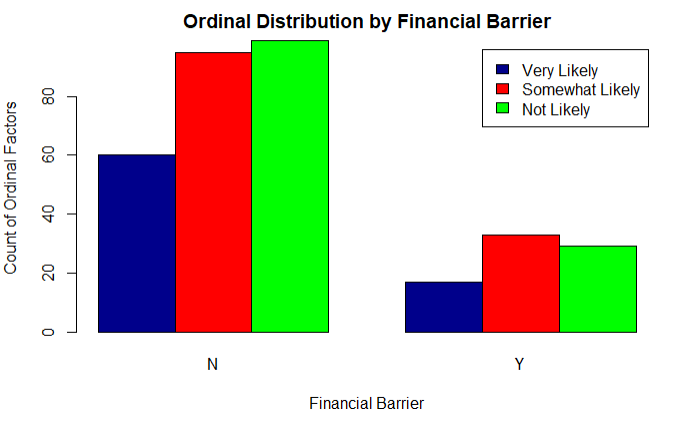 Ordinal Distribution by Financial Barrier
Very Likely
Somewhat Likely
Not Likely
Count of Ordinal Factors
80
60
40
20
0
N
Y
Financial Barrier